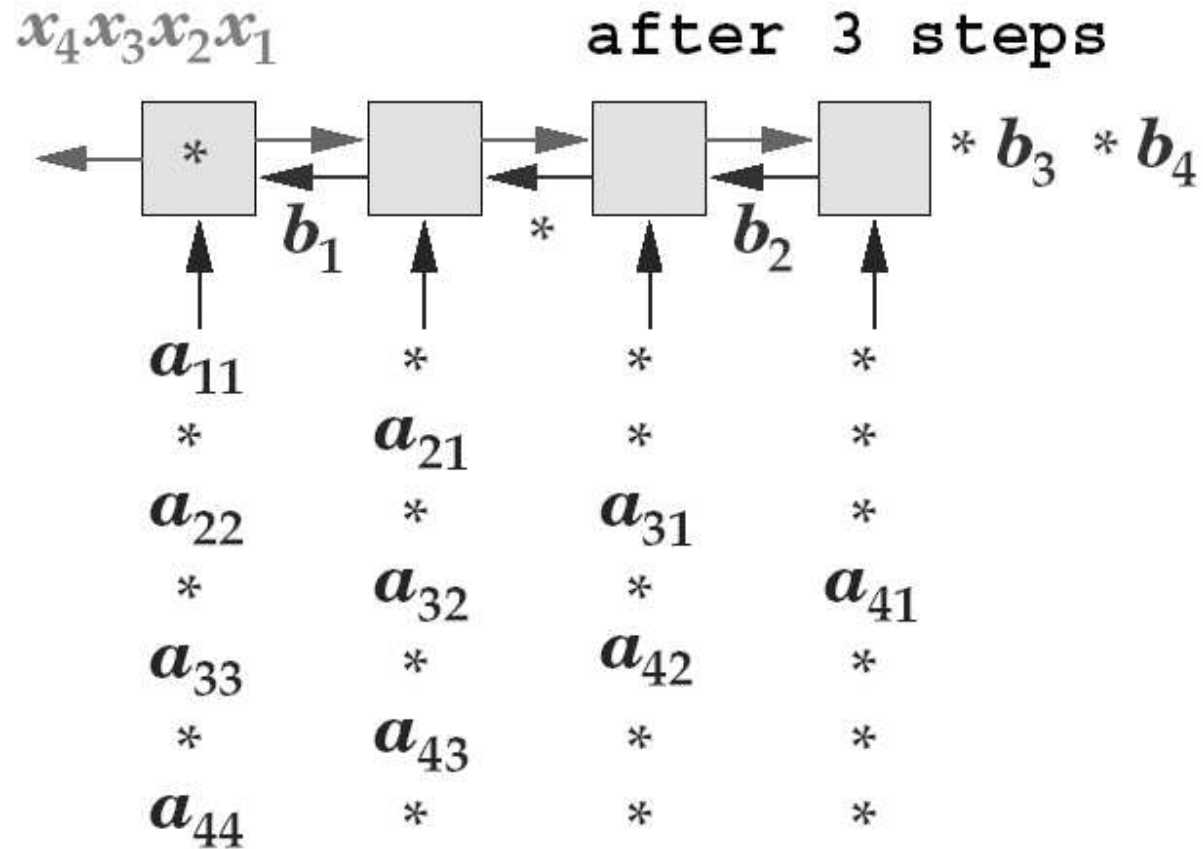 x₄x₃x₂x₁ after 3 steps
* * b₃ * b₄
b₁ * b₂
a₁₁ * * *
* a₂₁ * *
a₂₂ * a₃₁ *
* a₃₂ * a₄₁
a₃₃ * a₄₂ *
* a₄₃ * *
a₄₄ * * *